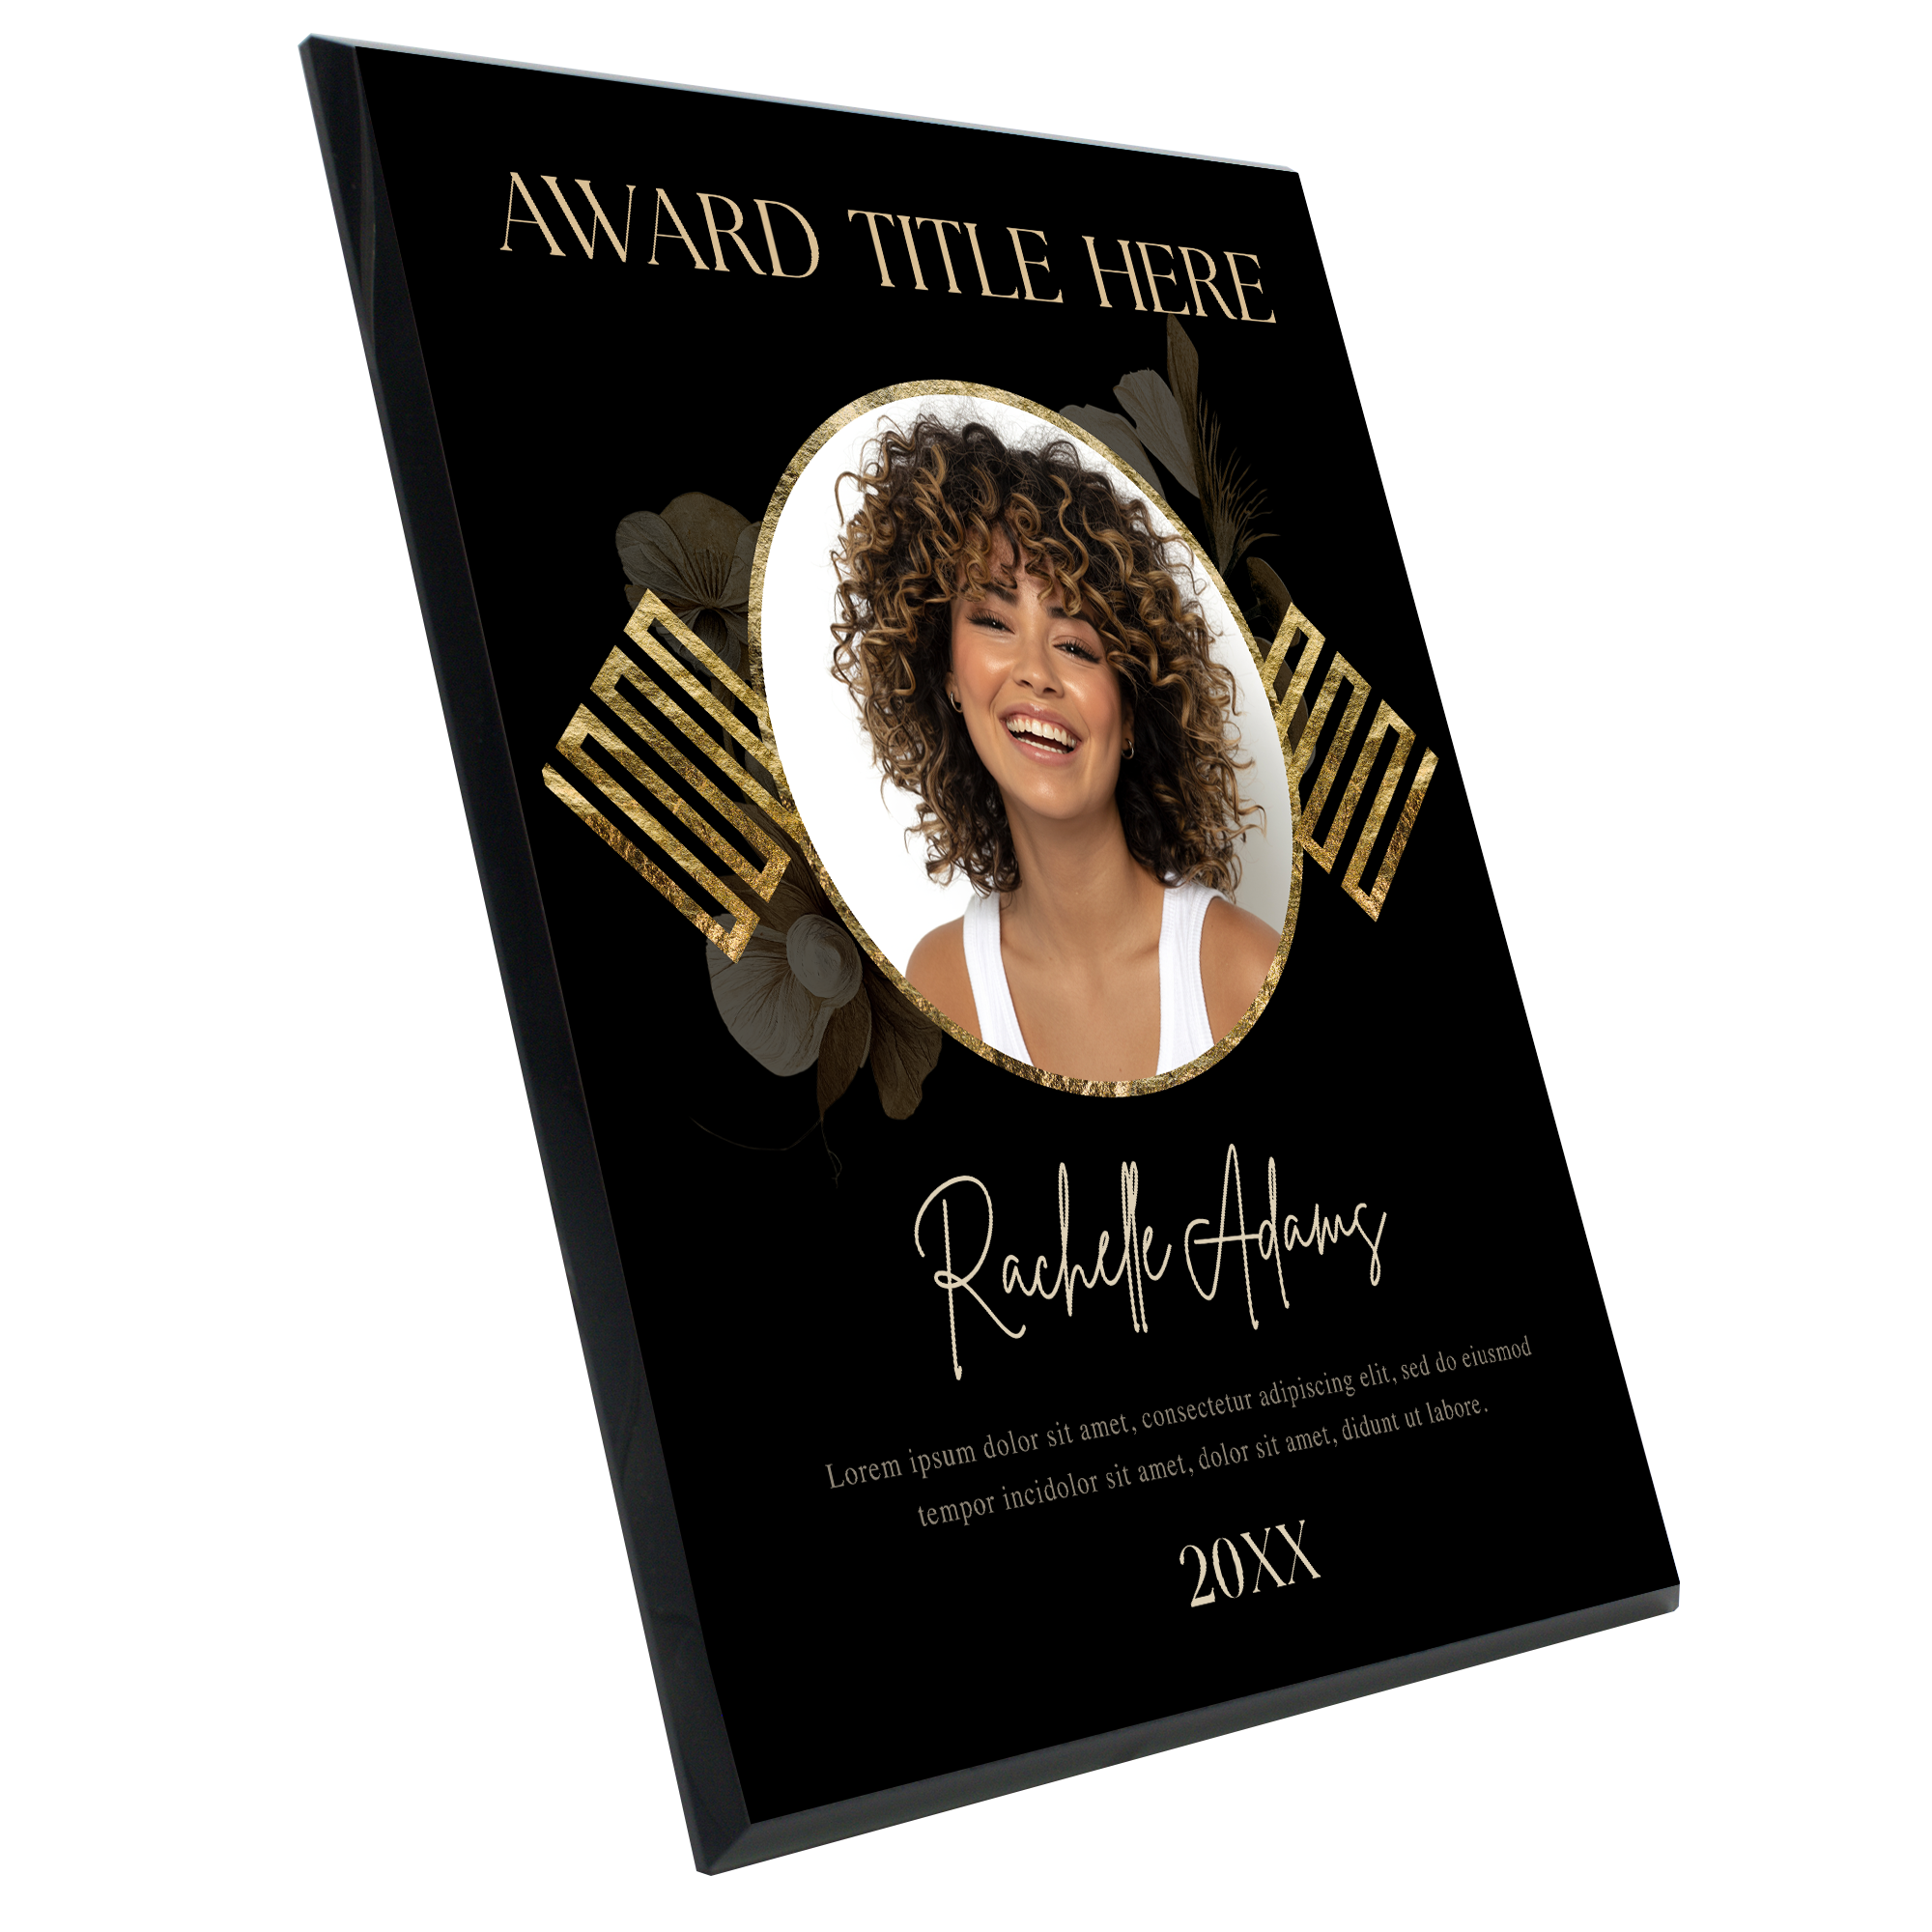 AWARD TITLE HERE
Rachelle Adams
Lorem ipsum dolor sit amet, consectetur adipiscing elit, sed do eiusmod
tempor incidolor sit amet, dolor sit amet, didunt ut labore.
20XX